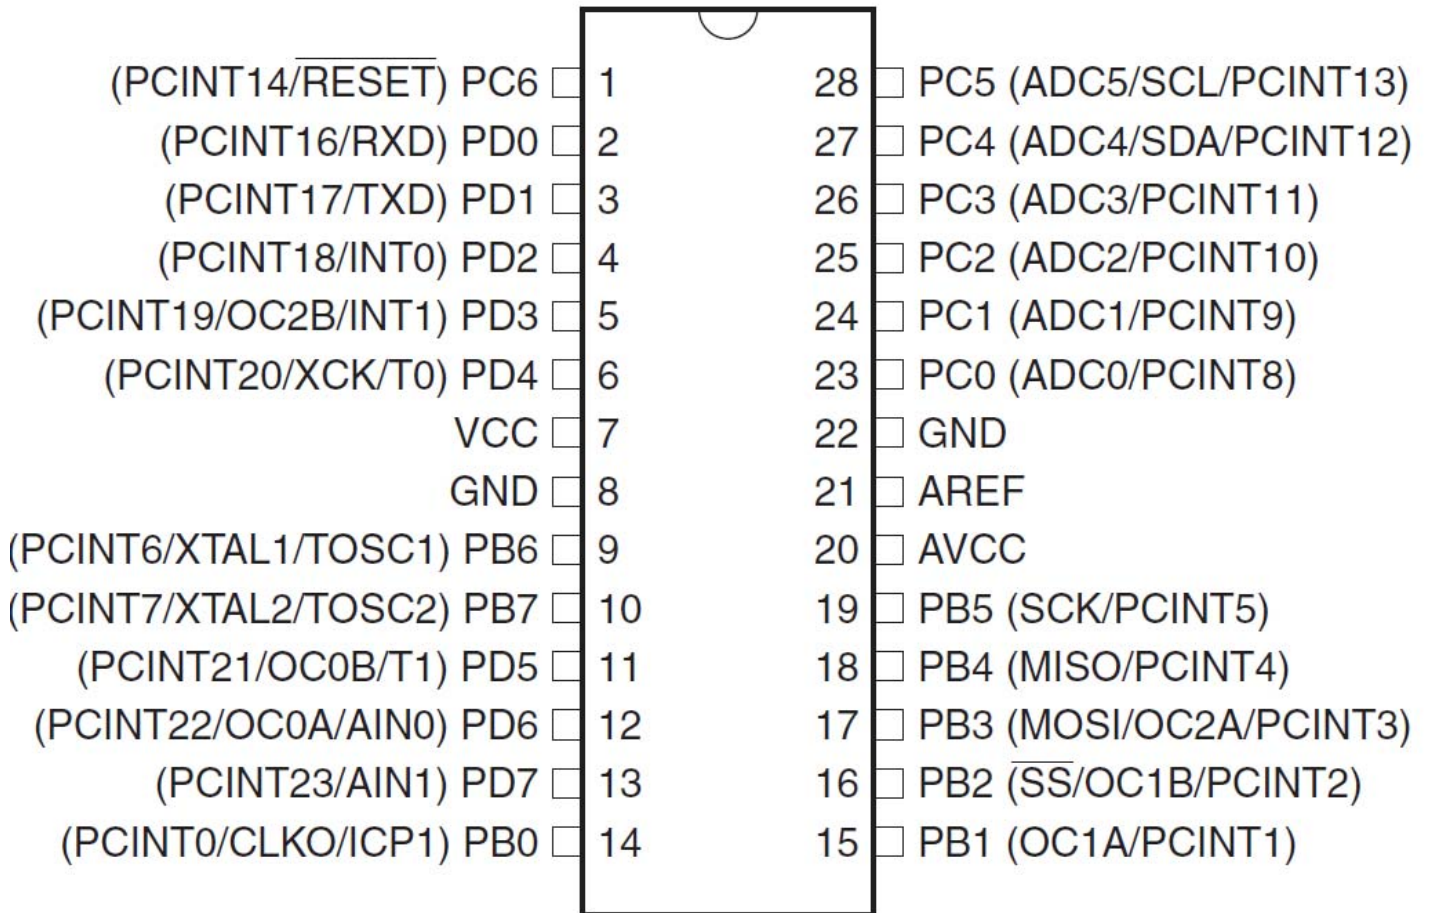 (PCINT14/RESET) PC6 1 28 PC5 (ADC5/SCL/PCINT13)
(PCINT16/RXD) PD0 2 27 PC4 (ADC4/SDA/PCINT12)
(PCINT17/TXD) PD1 3 26 PC3 (ADC3/PCINT11)
(PCINT18/INT0) PD2 4 25 PC2 (ADC2/PCINT10)
(PCINT19/OC2B/INT1) PD3 5 24 PC1 (ADC1/PCINT9)
(PCINT20/XCK/T0) PD4 6 23 PC0 (ADC0/PCINT8)
VCC 7 22 GND
GND 8 21 AREF
(PCINT6/XTAL1/TOSC1) PB6 9 20 AVCC
(PCINT7/XTAL2/TOSC2) PB7 10 19 PB5 (SCK/PCINT5)
(PCINT21/OC0B/T1) PD5 11 18 PB4 (MISO/PCINT4)
(PCINT22/OC0A/AIN0) PD6 12 17 PB3 (MOSI/OC2A/PCINT3)
(PCINT23/AIN1) PD7 13 16 PB2 (SS/OC1B/PCINT2)
(PCINT0/CLKO/ICP1) PB0 14 15 PB1 (OC1A/PCINT1)